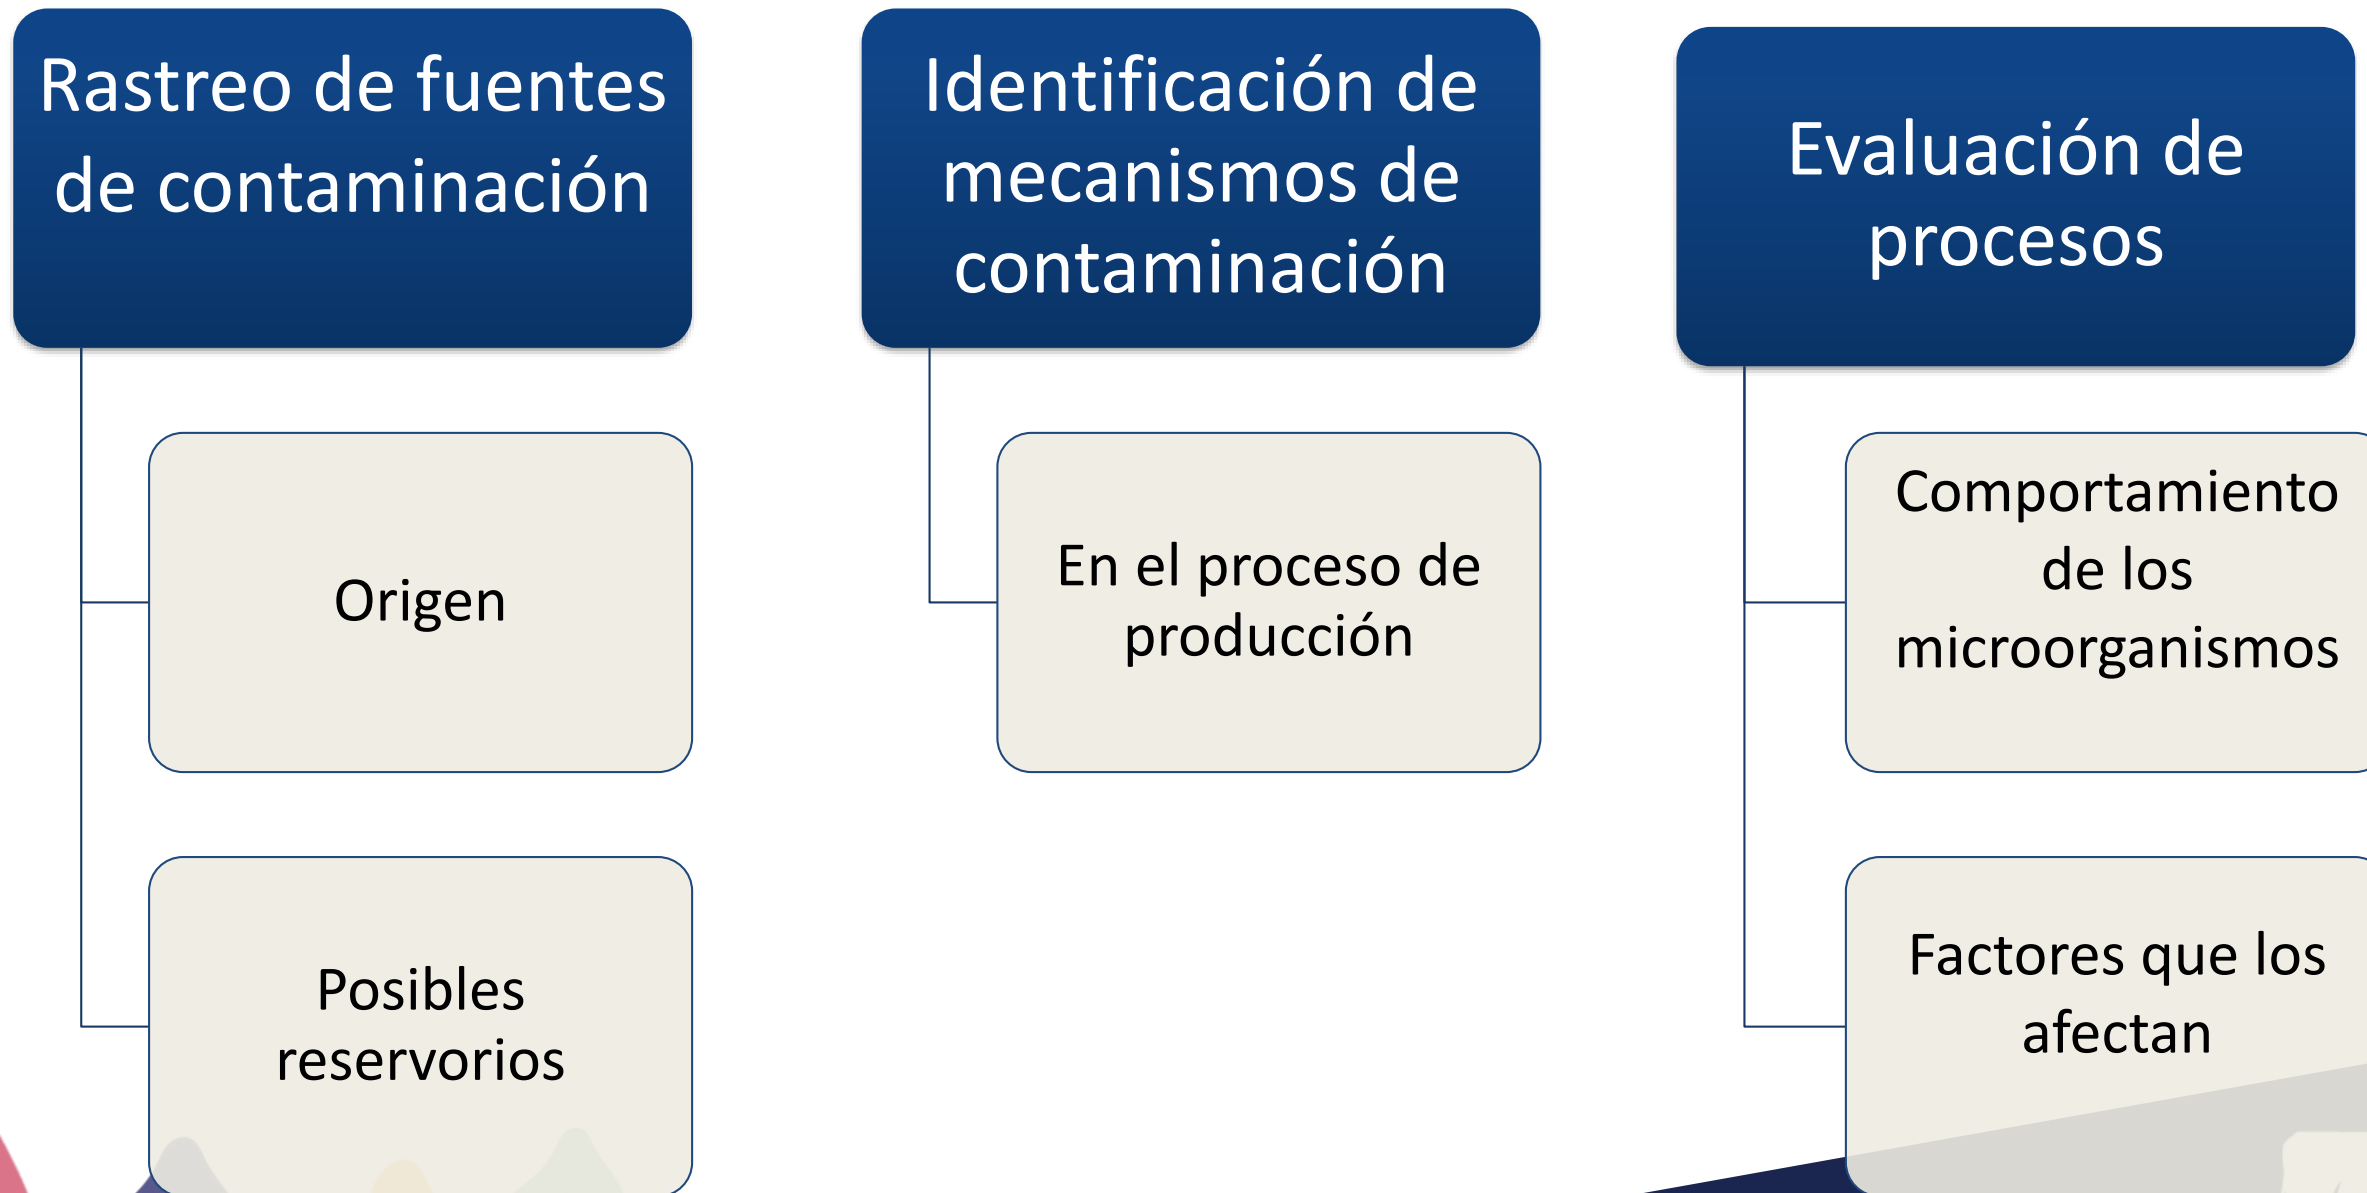 Rastreo de fuentes
de contaminación
Origen
Posibles
reservorios
Identificación de
mecanismos de
contaminación
En el proceso de
producción
Evaluación de
procesos
Comportamiento
de los
microorganismos
Factores que los
afectan